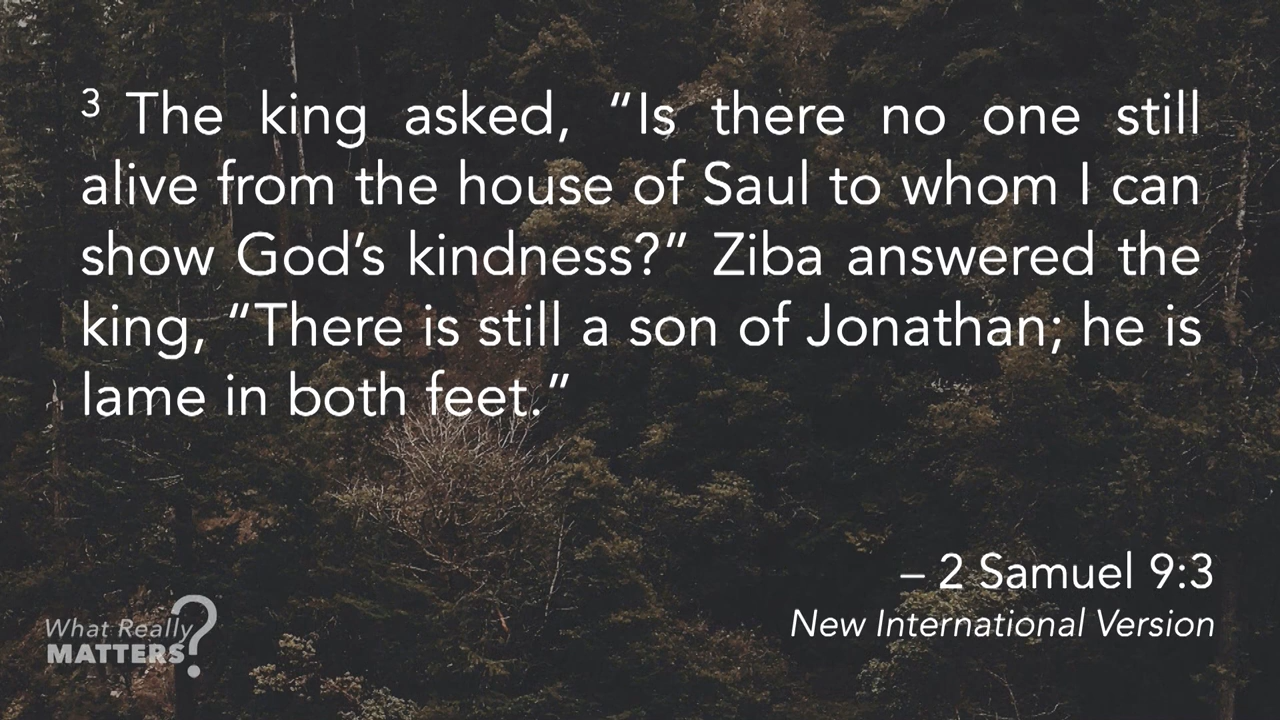 3 The king asked, “Is there no one still
alive from the house of Saul to whom I can
show God’s kindness?” Ziba answered the
king, “There is still a son of Jonathan; he is
lame in both feet.”
– 2 Samuel 9:3
New International Version
What Really
MATTERS?